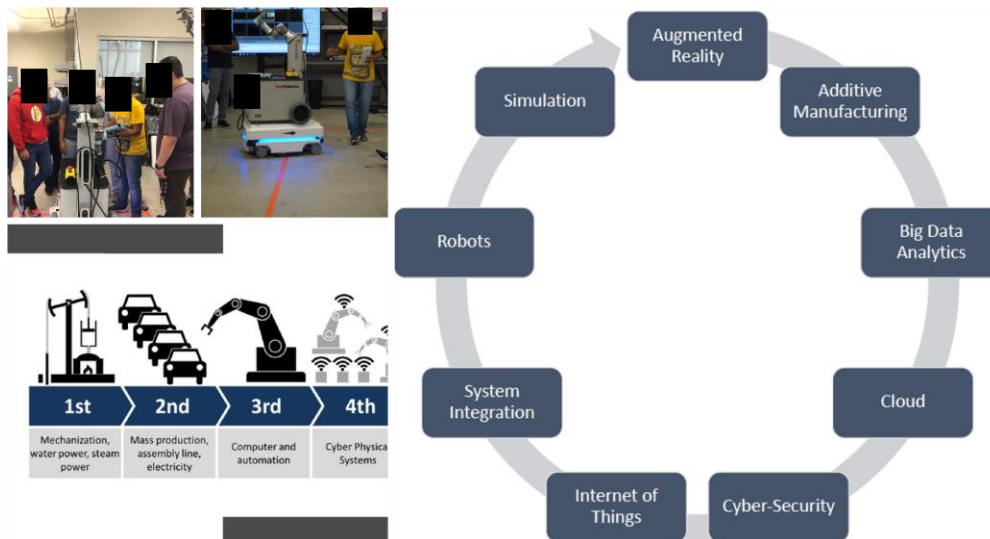 Augmented
Reality
Additive
Manufacturing
Big Data
Analytics
Cloud
Cyber-Security
Internet of
Things
System
Integration
Robots
Simulation
1st
2nd
3rd
4th
Mechanization,
water power, steam
power
Mass production,
assembly line,
electricity
Computer and
automation
Cyber Physical
Systems